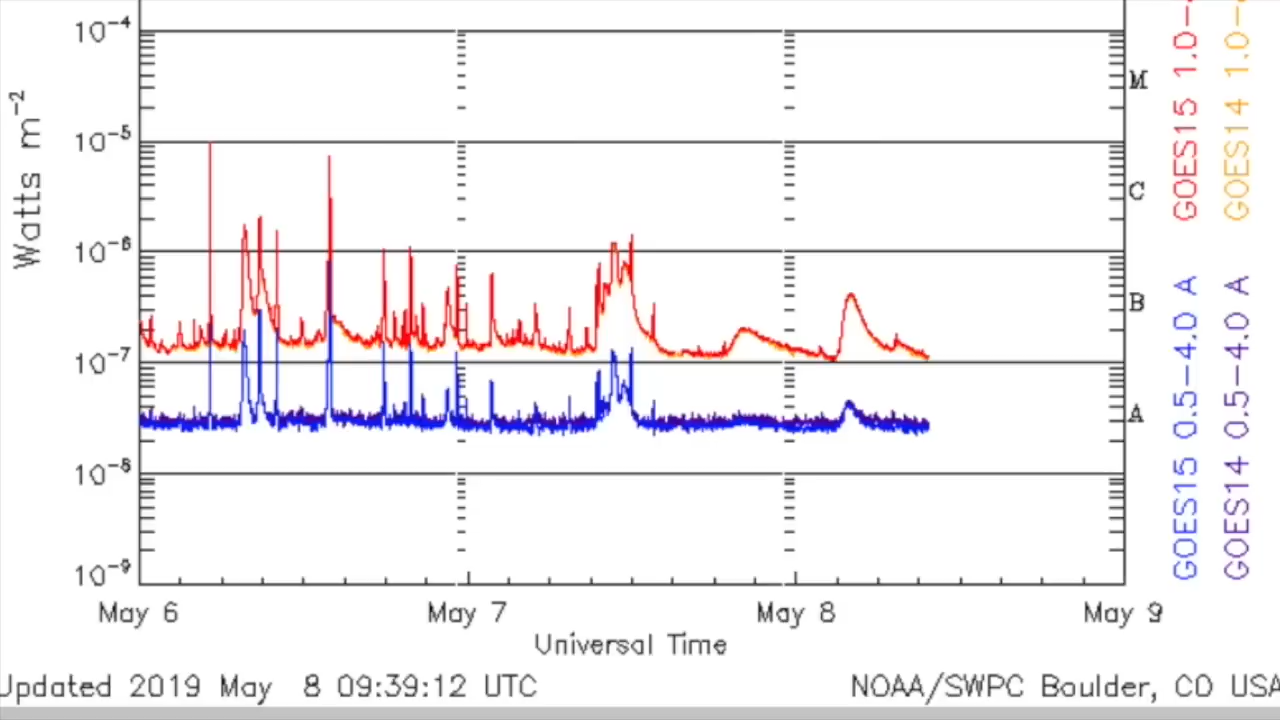 10-4
10-5
10-6
10-7
10-8
10-9
Watts m-2
M
C
B
A
GOES15 1.0-
GOES14 1.0-
GOES15 0.5-4.0 A
GOES14 0.5-4.0 A
May 6
May 7
May 8
May 9
Universal Time
Updated 2019 May 8 09:39:12 UTC
NOAA/SWPC Boulder, CO USA